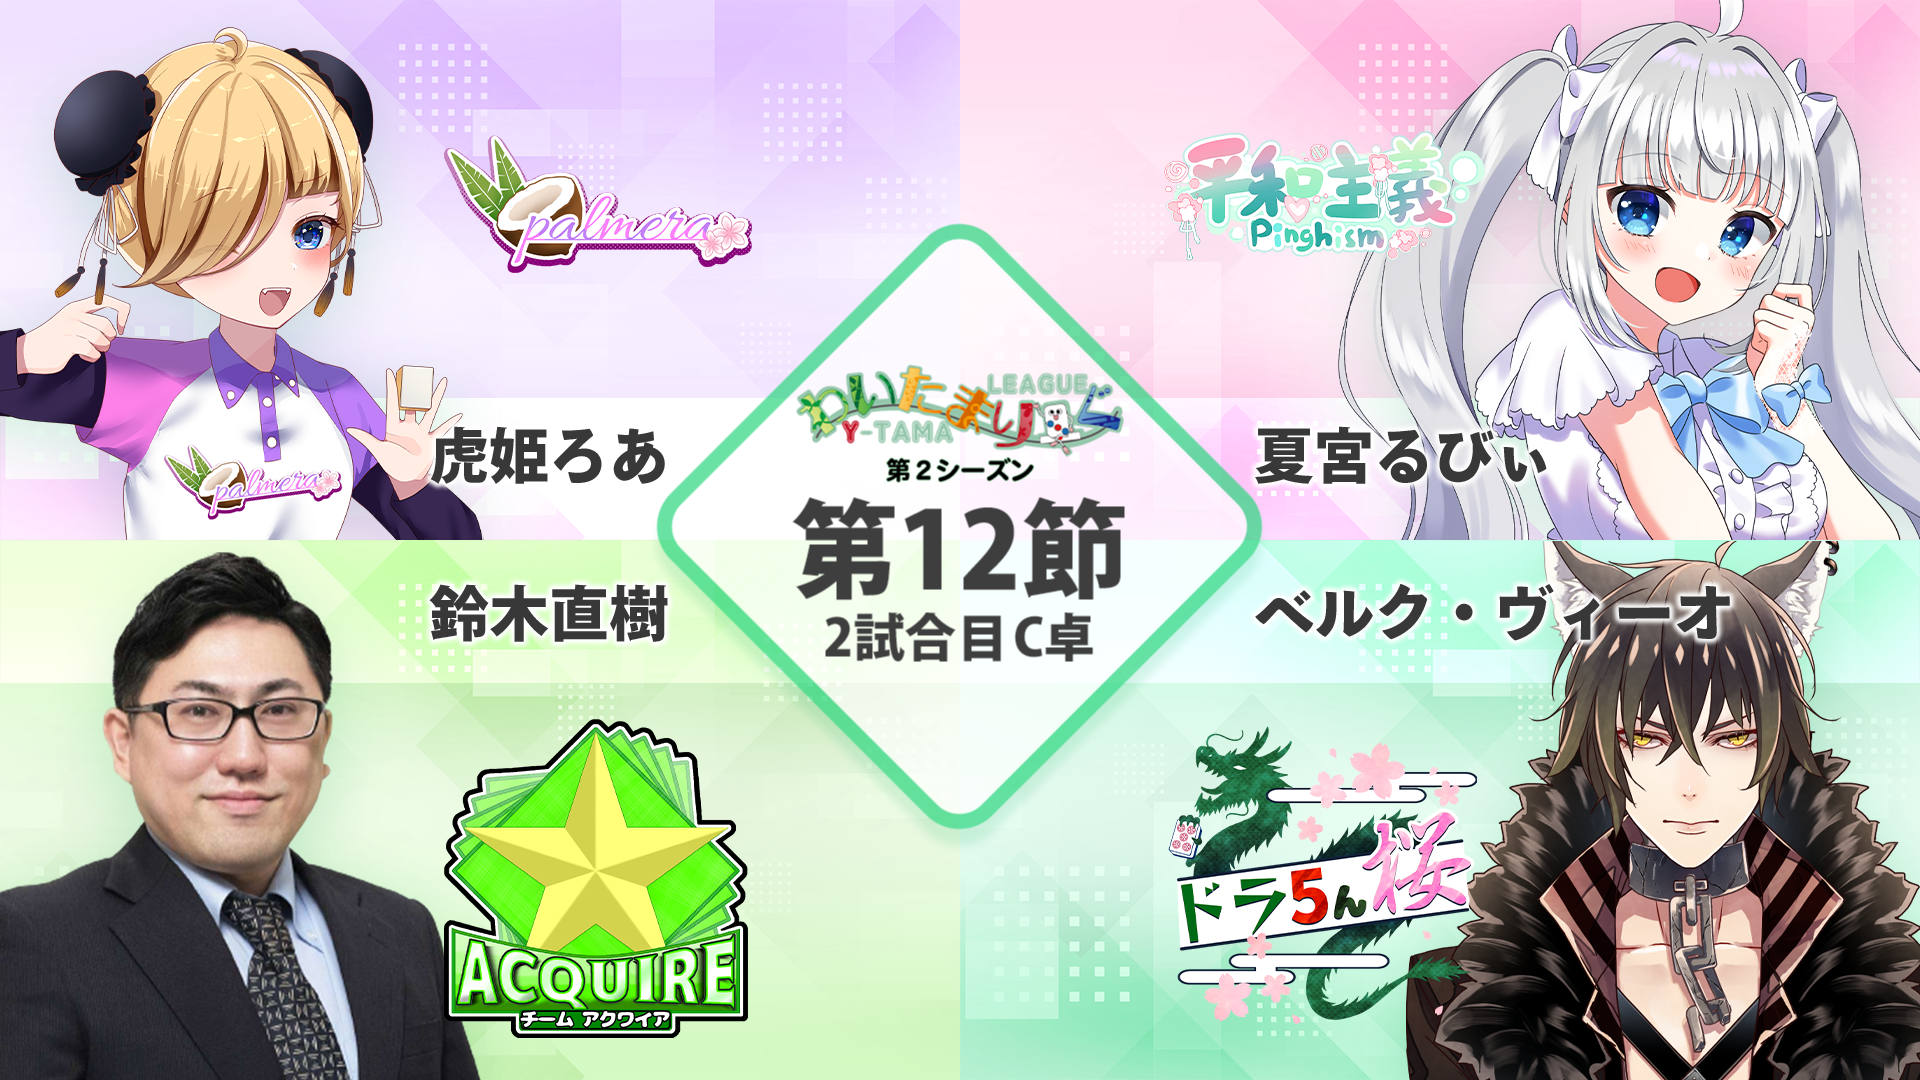 palmera
平和主義
Pinghism
palmera
虎姫ろあ
夏宮るびぃ
わいたまりーぐ
LEAGUE
Y-TAMA
第2シーズン
第12節
2試合目 C卓
鈴木直樹
ベルク・ヴィーオ
ACQUIRE
チーム アクワイア
ドラ5ん桜